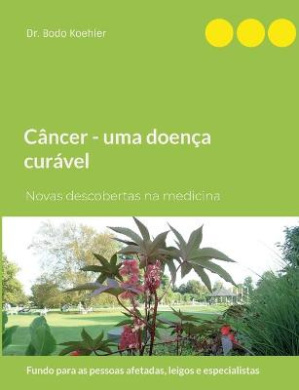 Dr. Bodo Koehler
Câncer - uma doença
curável
Novas descobertas na medicina
Fundo para as pessoas afetadas, leigos e especialistas